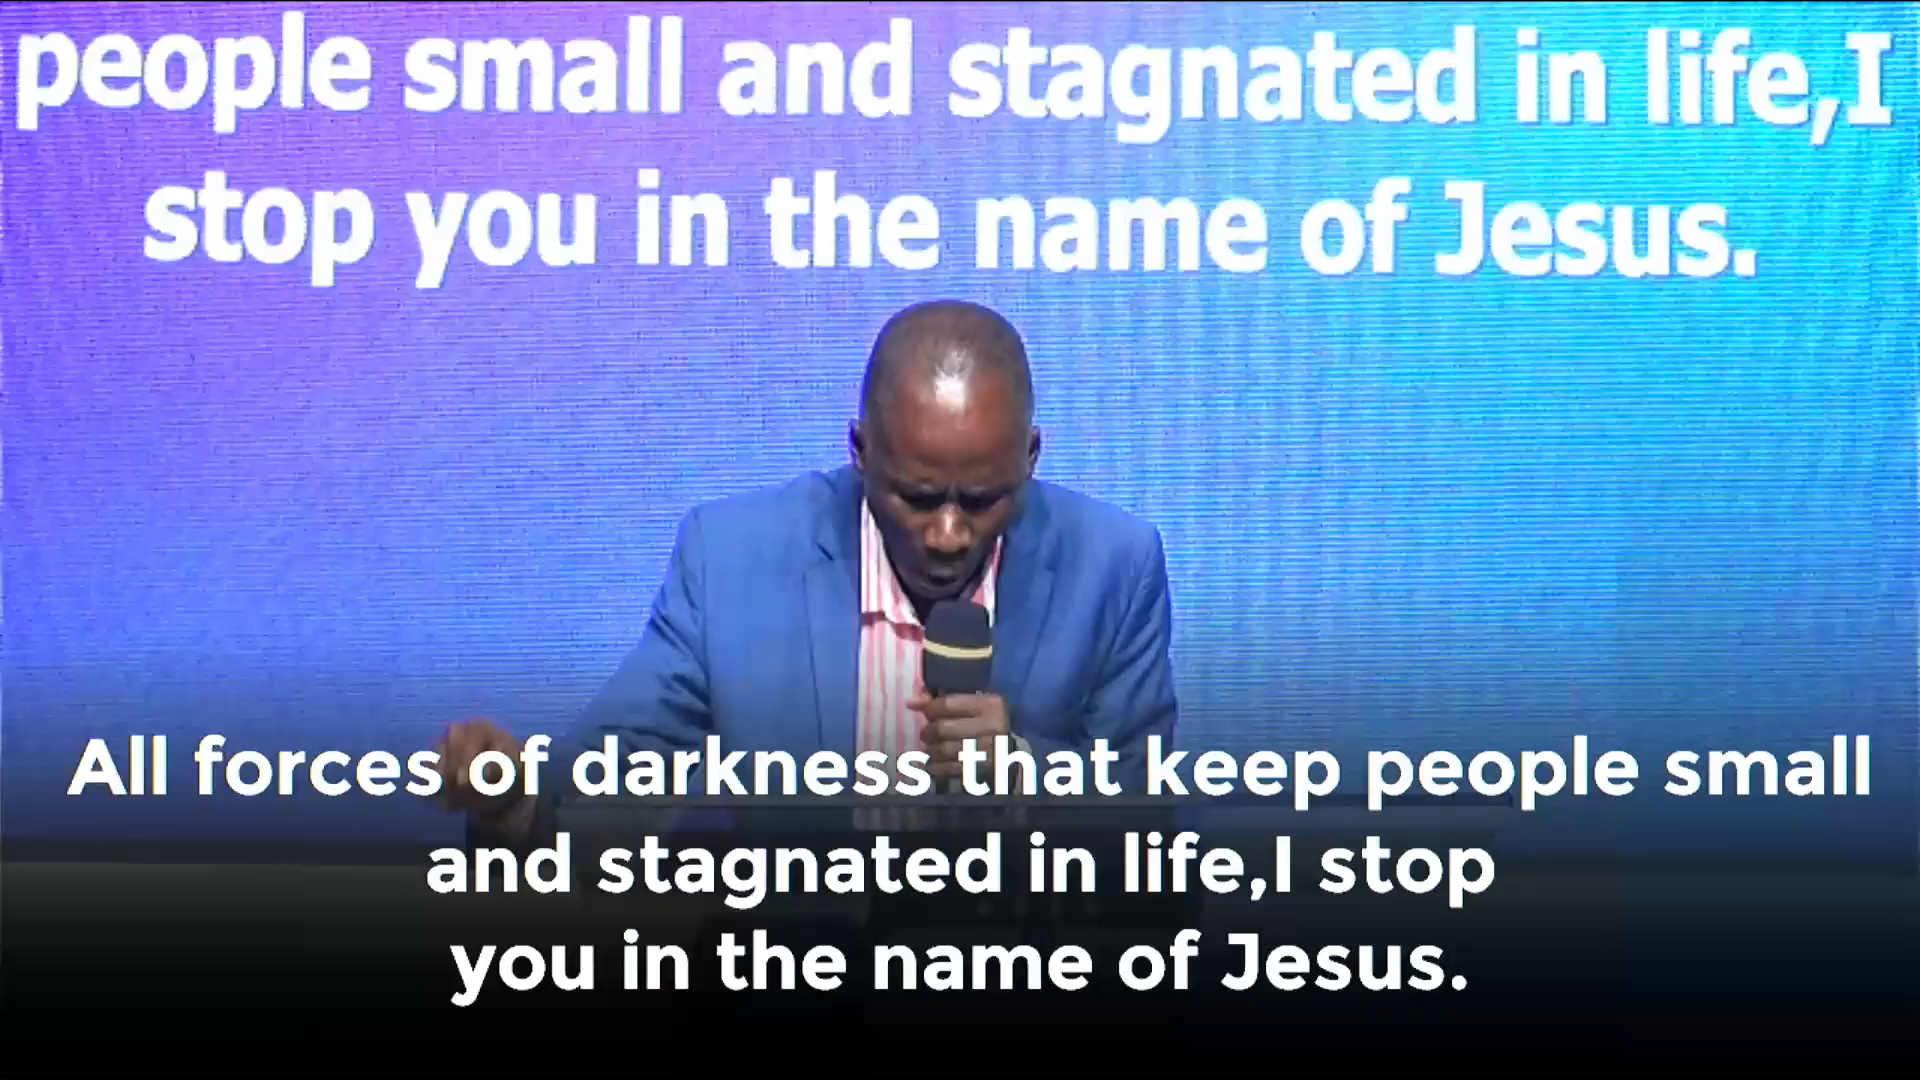 people small and stagnated in life,I
stop you in the name of Jesus.
All forces of darkness that keep people small
and stagnated in life,I stop
you in the name of Jesus.